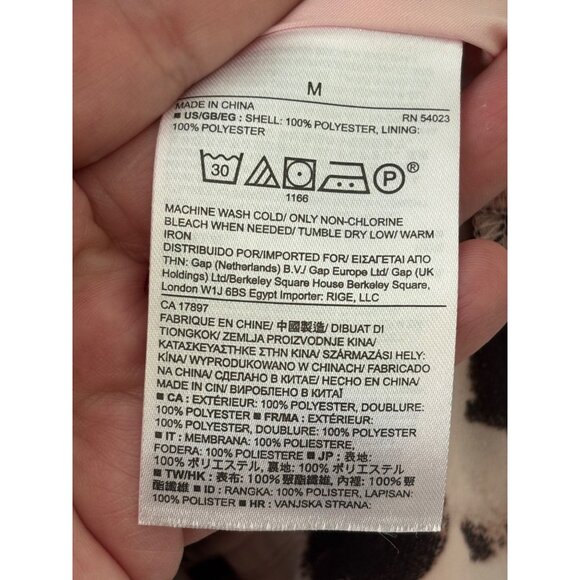 M
MADE IN CHINA RN 54023
■ US/GB/EG : SHELL: 100% POLYESTER, LINING:
100% POLYESTER
30 P ®
1166
MACHINE WASH COLD/ ONLY NON-CHLORINE
BLEACH WHEN NEEDED/ TUMBLE DRY LOW/ WARM
IRON
DISTRIBUIDO POR/IMPORTED FOR/ ΕΙΣΑΓΕΤΑΙ ΑΠΟ
ΤΗΝ: Gap (Netherlands) B.V./ Gap Europe Ltd/ Gap (UK
Holdings) Ltd/Berkeley Square House Berkeley Square,
London W1J 6BS Egypt Importer: RIGE, LLC
CA 17897
FABRIQUE EN CHINE/ 中國製造/ DIBUAT DI
TIONGKOK/ ZEMLJA PROIZVODNJE KINA/
ΚΑΤΑΣΚΕΥΑΣΤΗΚΕ ΣΤΗΝ ΚΙΝΑ/ SZÁRMAZÁSI HELY:
KÍNA/ WYPRODUKOWANO W CHINACH/ FABRICADO
NA CHINA/ СДЕЛАНО В КИТАЕ/ HECHO EN CHINA/
MADE IN CIN/ ВИРОБЛЕНО В КИТАЇ
■ CA : EXTÉRIEUR: 100% POLYESTER, DOUBLURE:
100% POLYESTER ■ FR/MA : EXTÉRIEUR:
100% POLYESTER, DOUBLURE: 100% POLYESTER
■ IT : MEMBRANA: 100% POLIESTERE,
FODERA: 100% POLIESTERE ■ JP : 表地:
100% ポリエステル, 裏地: 100% ポリエステル
■ TW/HK : 表布: 100% 聚酯纖維, 內裡: 100% 聚
酯纖維 ■ ID : RANGKA: 100% POLISTER, LAPISAN:
100% POLISTER ■ HR : VANJSKA STRANA: